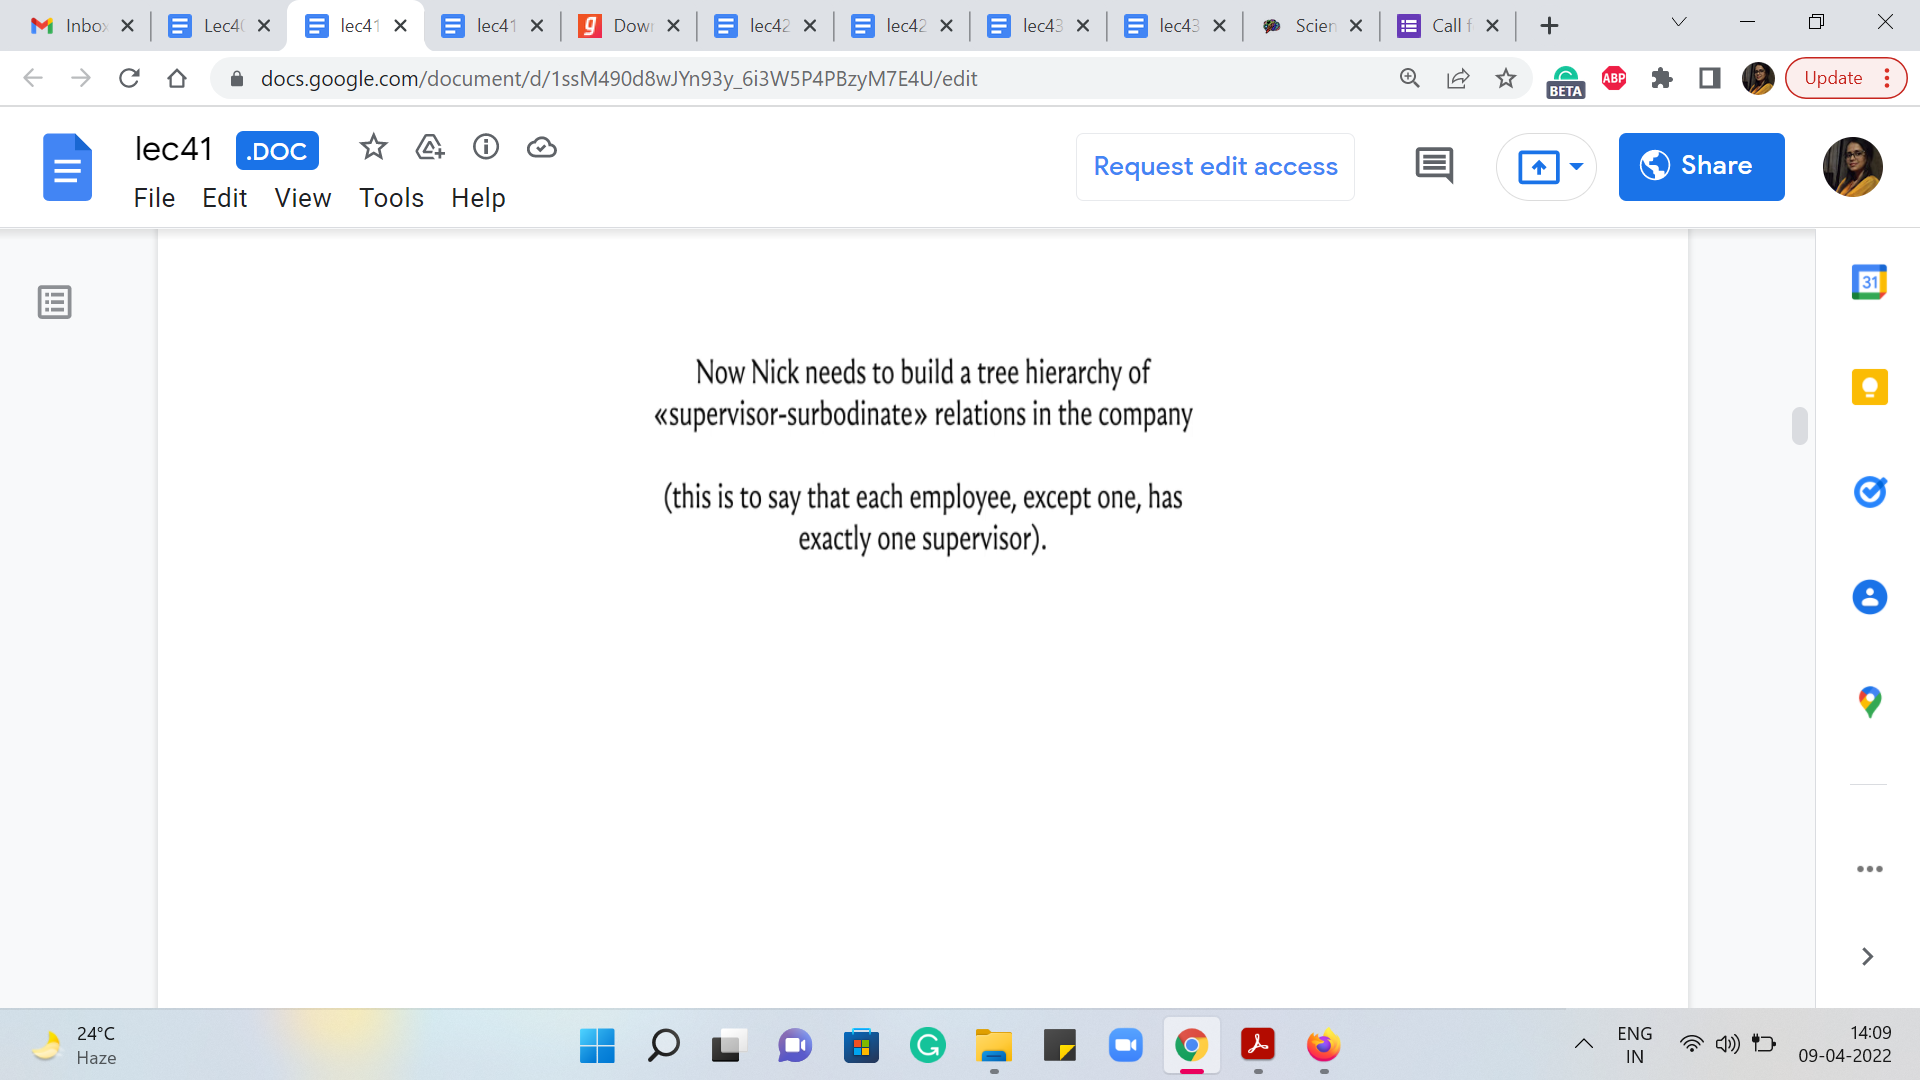 Inbox
Lec40
lec41
lec41
Down
lec42
lec42
lec43
lec43
Scien
Call f
docs.google.com/document/d/1ssM490d8wJYn93y_6i3W5P4PBzyM7E4U/edit
BETA
ABP
Update
lec41
.DOC
Request edit access
Share
File Edit View Tools Help
31
Now Nick needs to build a tree hierarchy of
«supervisor-surbodinate» relations in the company
(this is to say that each employee, except one, has
exactly one supervisor).
24°C
Haze
ENG
IN
14:09
09-04-2022